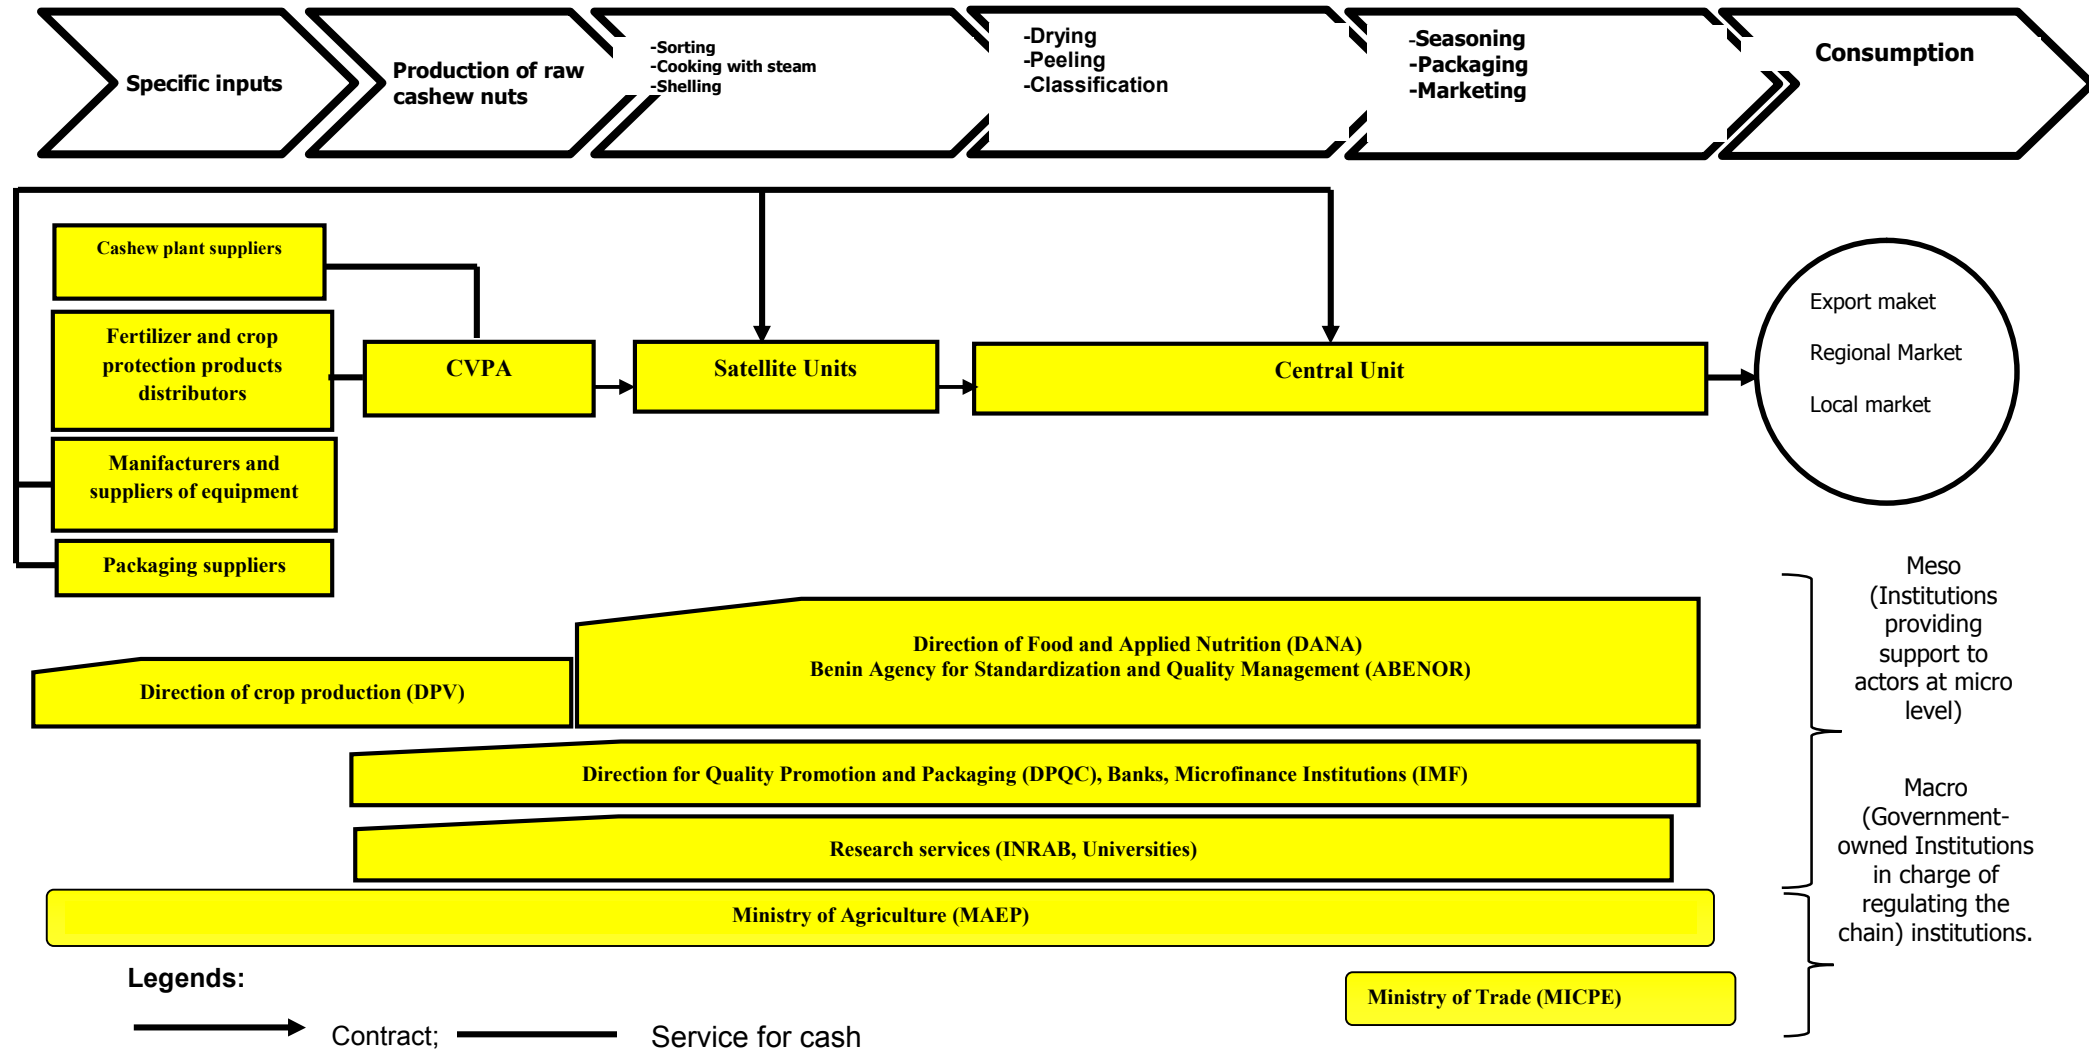 Specific inputs
Production of raw
cashew nuts
-Sorting
-Cooking with steam
-Shelling
-Drying
-Peeling
-Classification
-Seasoning
-Packaging
-Marketing
Consumption
Cashew plant suppliers
Fertilizer and crop
protection products
distributors
Manifacturers and
suppliers of equipment
Packaging suppliers
CVPA
Satellite Units
Central Unit
Export maket
Regional Market
Local market
Direction of crop production (DPV)
Direction of Food and Applied Nutrition (DANA)
Benin Agency for Standardization and Quality Management (ABENOR)
Direction for Quality Promotion and Packaging (DPQC), Banks, Microfinance Institutions (IMF)
Research services (INRAB, Universities)
Ministry of Agriculture (MAEP)
Ministry of Trade (MICPE)
Meso
(Institutions
providing
support to
actors at micro
level)
Macro
(Government-
owned Institutions
in charge of
regulating the
chain) institutions.
Legends:
Contract;
Service for cash